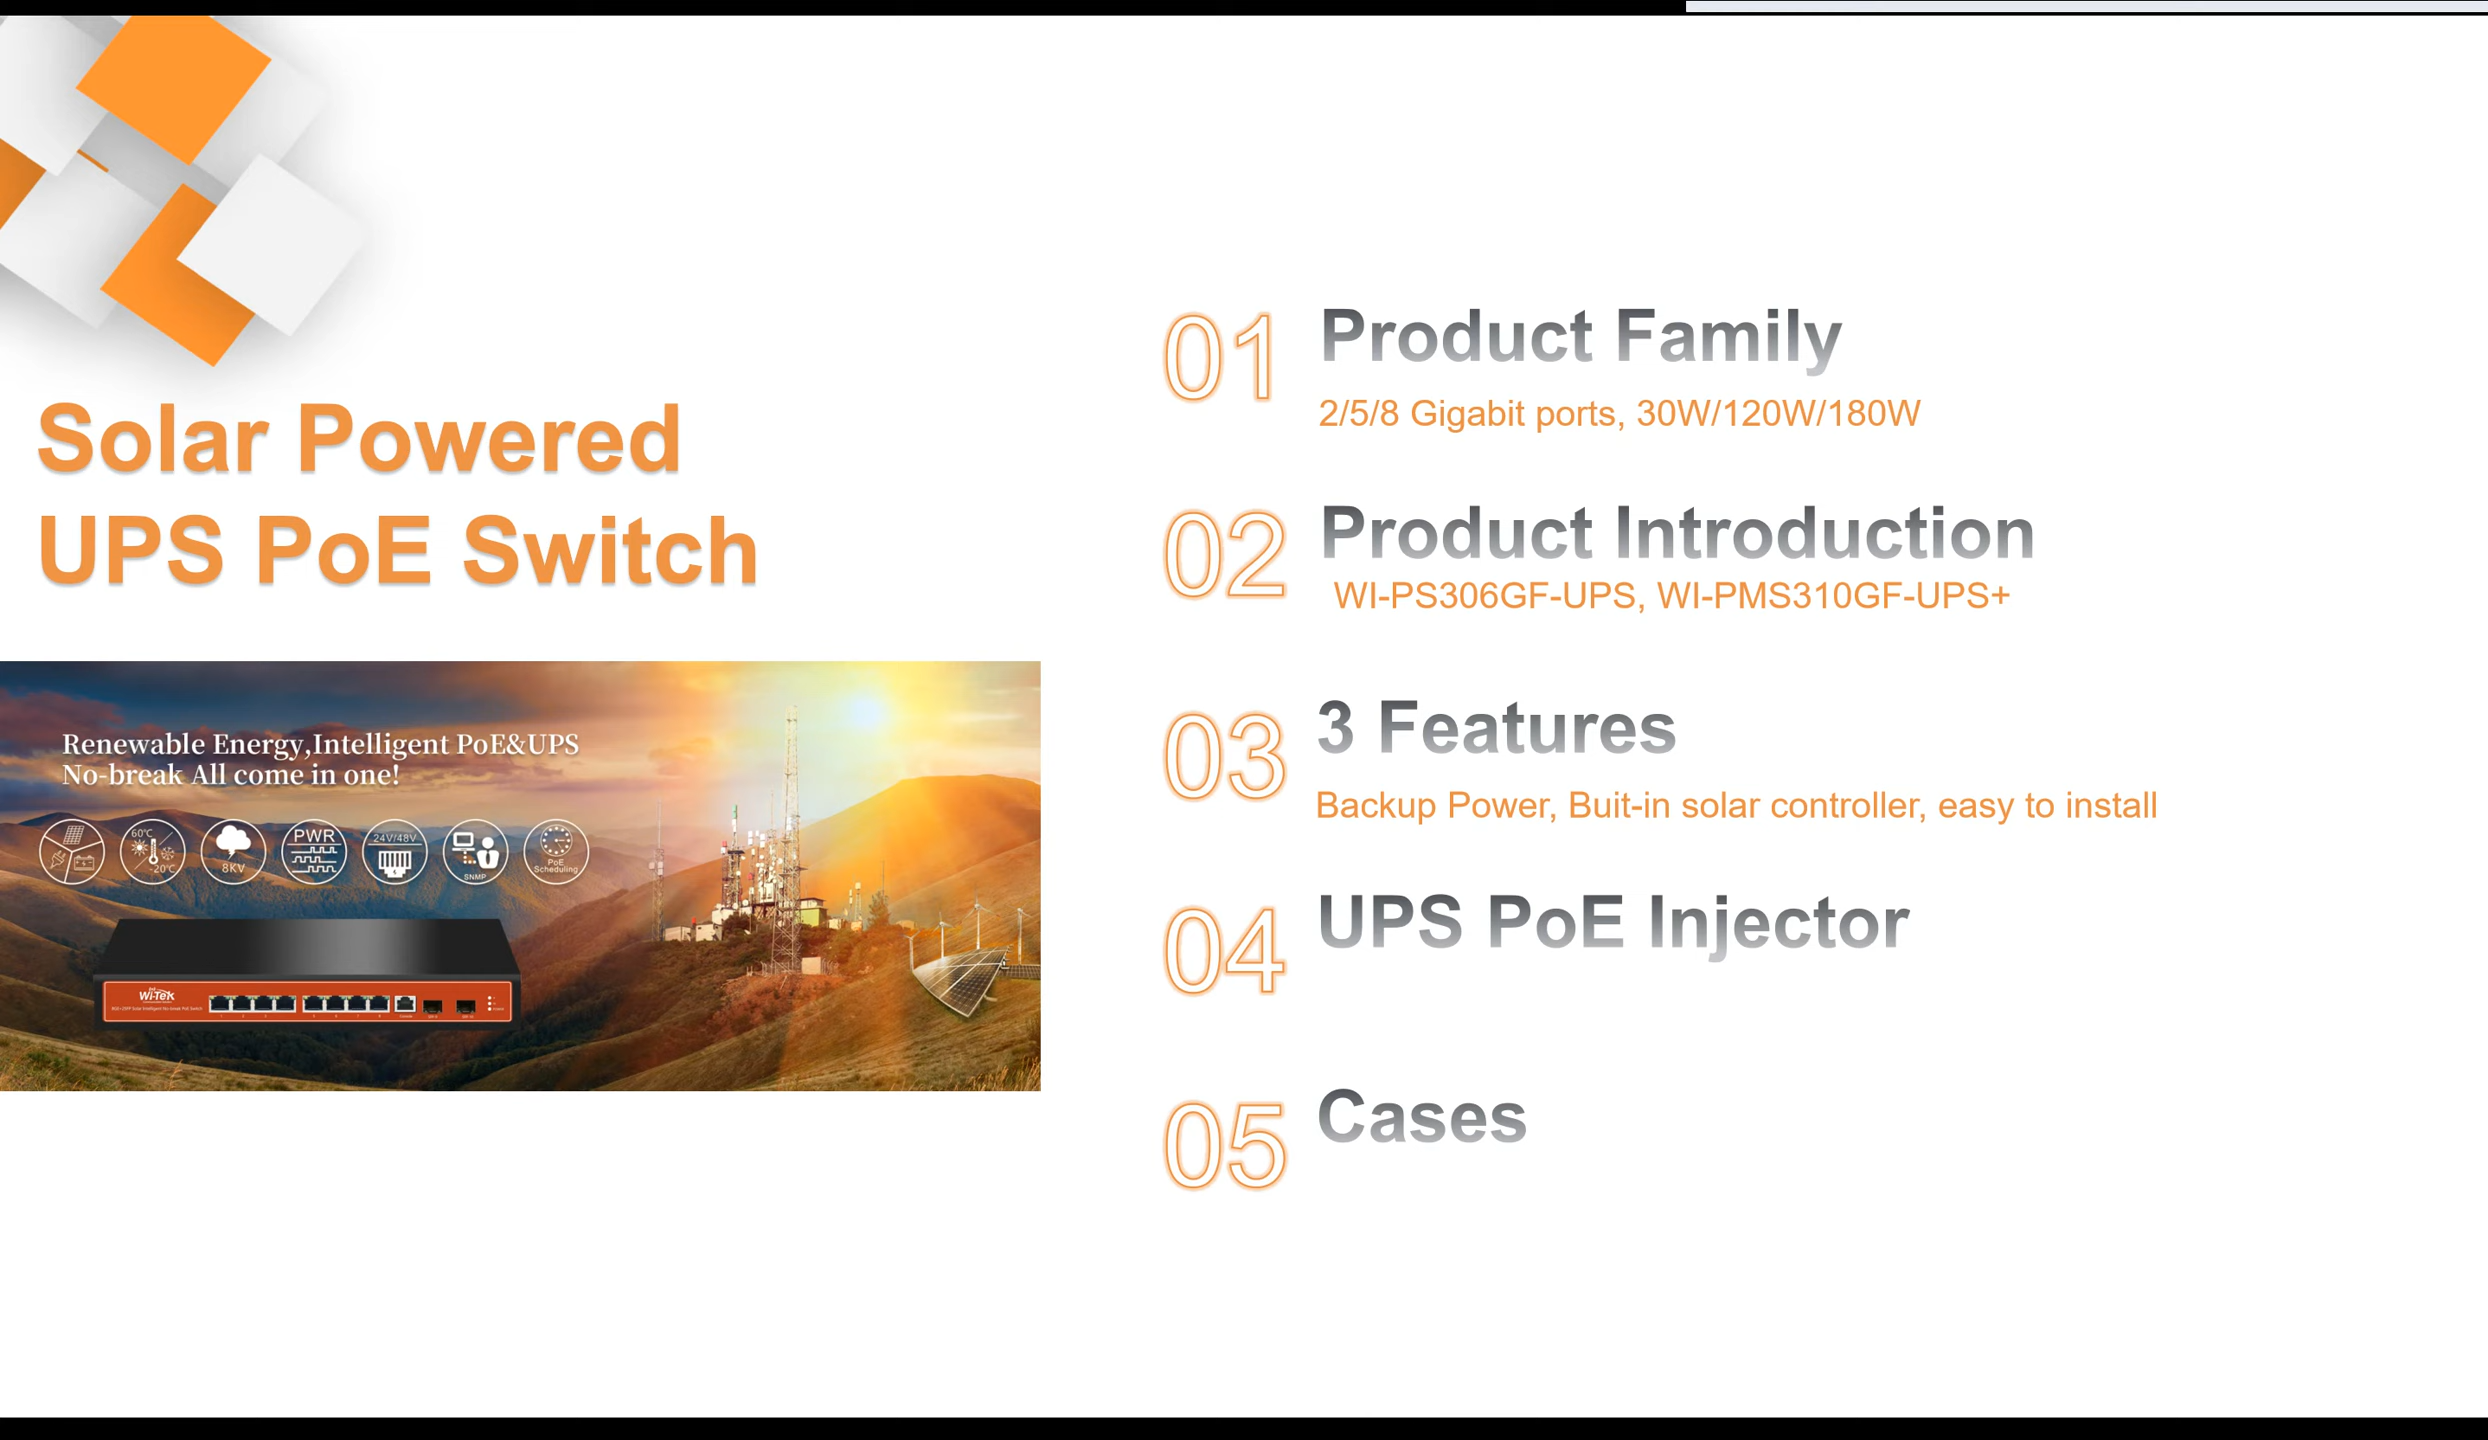 Solar Powered
UPS PoE Switch
Renewable Energy,Intelligent PoE&UPS
No-break All come in one!
60℃
-20℃
8KV
PWR
24V/48V
SNMP
PoE
Scheduling
Wi-Tek
01 Product Family
2/5/8 Gigabit ports, 30W/120W/180W
02 Product Introduction
WI-PS306GF-UPS, WI-PMS310GF-UPS+
03 3 Features
Backup Power, Buit-in solar controller, easy to install
04 UPS PoE Injector
05 Cases